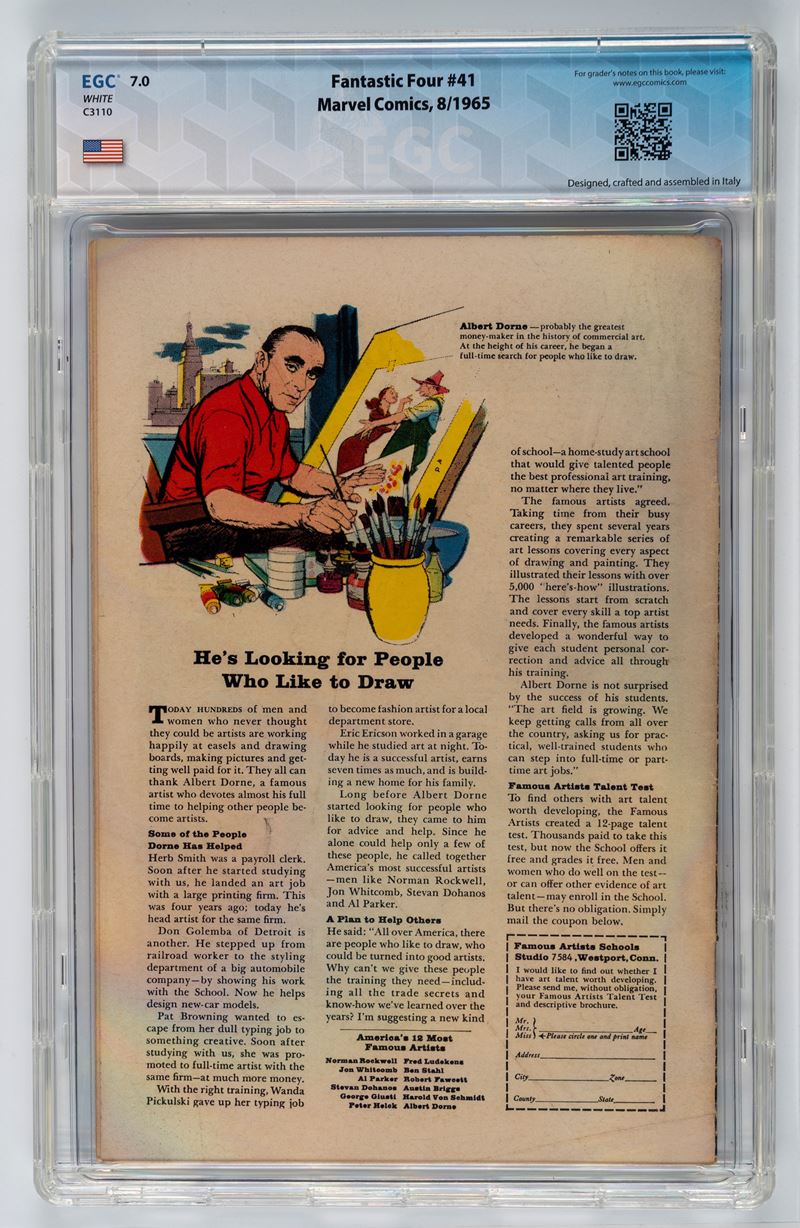 EGC® 7.0
WHITE
C3110
Fantastic Four #41
Marvel Comics, 8/1965
For grader's notes on this book, please visit:
www.egccomics.com
EGC
Designed, crafted and assembled in Italy
Albert Dorne — probably the greatest
money-maker in the history of commercial art.
At the height of his career, he began a
full-time search for people who like to draw.
He's Looking for People
Who Like to Draw
TODAY HUNDREDS of men and
women who never thought
they could be artists are working
happily at easels and drawing
boards, making pictures and get-
ting well paid for it. They all can
thank Albert Dorne, a famous
artist who devotes almost his full
time to helping other people be-
come artists.
Some of the People
Dorne Has Helped
Herb Smith was a payroll clerk.
Soon after he started studying
with us, he landed an art job
with a large printing firm. This
was four years ago; today he's
head artist for the same firm.
Don Golemba of Detroit is
another. He stepped up from
railroad worker to the styling
department of a big automobile
company—by showing his work
with the School. Now he helps
design new-car models.
Pat Browning wanted to es-
cape from her dull typing job to
something creative. Soon after
studying with us, she was pro-
moted to full-time artist with the
same firm—at much more money.
With the right training, Wanda
Pickulski gave up her typing job
to become fashion artist for a local
department store.
Eric Ericson worked in a garage
while he studied art at night. To-
day he is a successful artist, earns
seven times as much, and is build-
ing a new home for his family.
Long before Albert Dorne
started looking for people who
like to draw, they came to him
for advice and help. Since he
alone could help only a few of
these people, he called together
America's most successful artists
—men like Norman Rockwell,
Jon Whitcomb, Stevan Dohanos
and Al Parker.
A Plan to Help Others
He said: "All over America, there
are people who like to draw, who
could be turned into good artists.
Why can't we give these people
the training they need—includ-
ing all the trade secrets and
know-how we've learned over the
years? I'm suggesting a new kind
America's 12 Most
Famous Artists
Norman Rockwell Fred Ludekens
Jon Whitcomb Ben Stahl
Al Parker Robert Fawcett
Stevan Dohanos Austin Briggs
George Giusti Harold Von Schmidt
Peter Helck Albert Dorne
of school—a home-study art school
that would give talented people
the best professional art training,
no matter where they live."
The famous artists agreed.
Taking time from their busy
careers, they spent several years
creating a remarkable series of
art lessons covering every aspect
of drawing and painting. They
illustrated their lessons with over
5,000 "here's-how" illustrations.
The lessons start from scratch
and cover every skill a top artist
needs. Finally, the famous artists
developed a wonderful way to
give each student personal cor-
rection and advice all through
his training.
Albert Dorne is not surprised
by the success of his students.
"The art field is growing. We
keep getting calls from all over
the country, asking us for prac-
tical, well-trained students who
can step into full-time or part-
time art jobs."
Famous Artists Talent Test
To find others with art talent
worth developing, the Famous
Artists created a 12-page talent
test. Thousands paid to take this
test, but now the School offers it
free and grades it free. Men and
women who do well on the test—
or can offer other evidence of art
talent—may enroll in the School.
But there's no obligation. Simply
mail the coupon below.
Famous Artists Schools
Studio 7584, Westport, Conn.
I would like to find out whether I
have art talent worth developing.
Please send me, without obligation,
your Famous Artists Talent Test
and descriptive brochure.
Mr.
Mrs. Age
Miss Please circle one and print name
Address
City Zone
County State